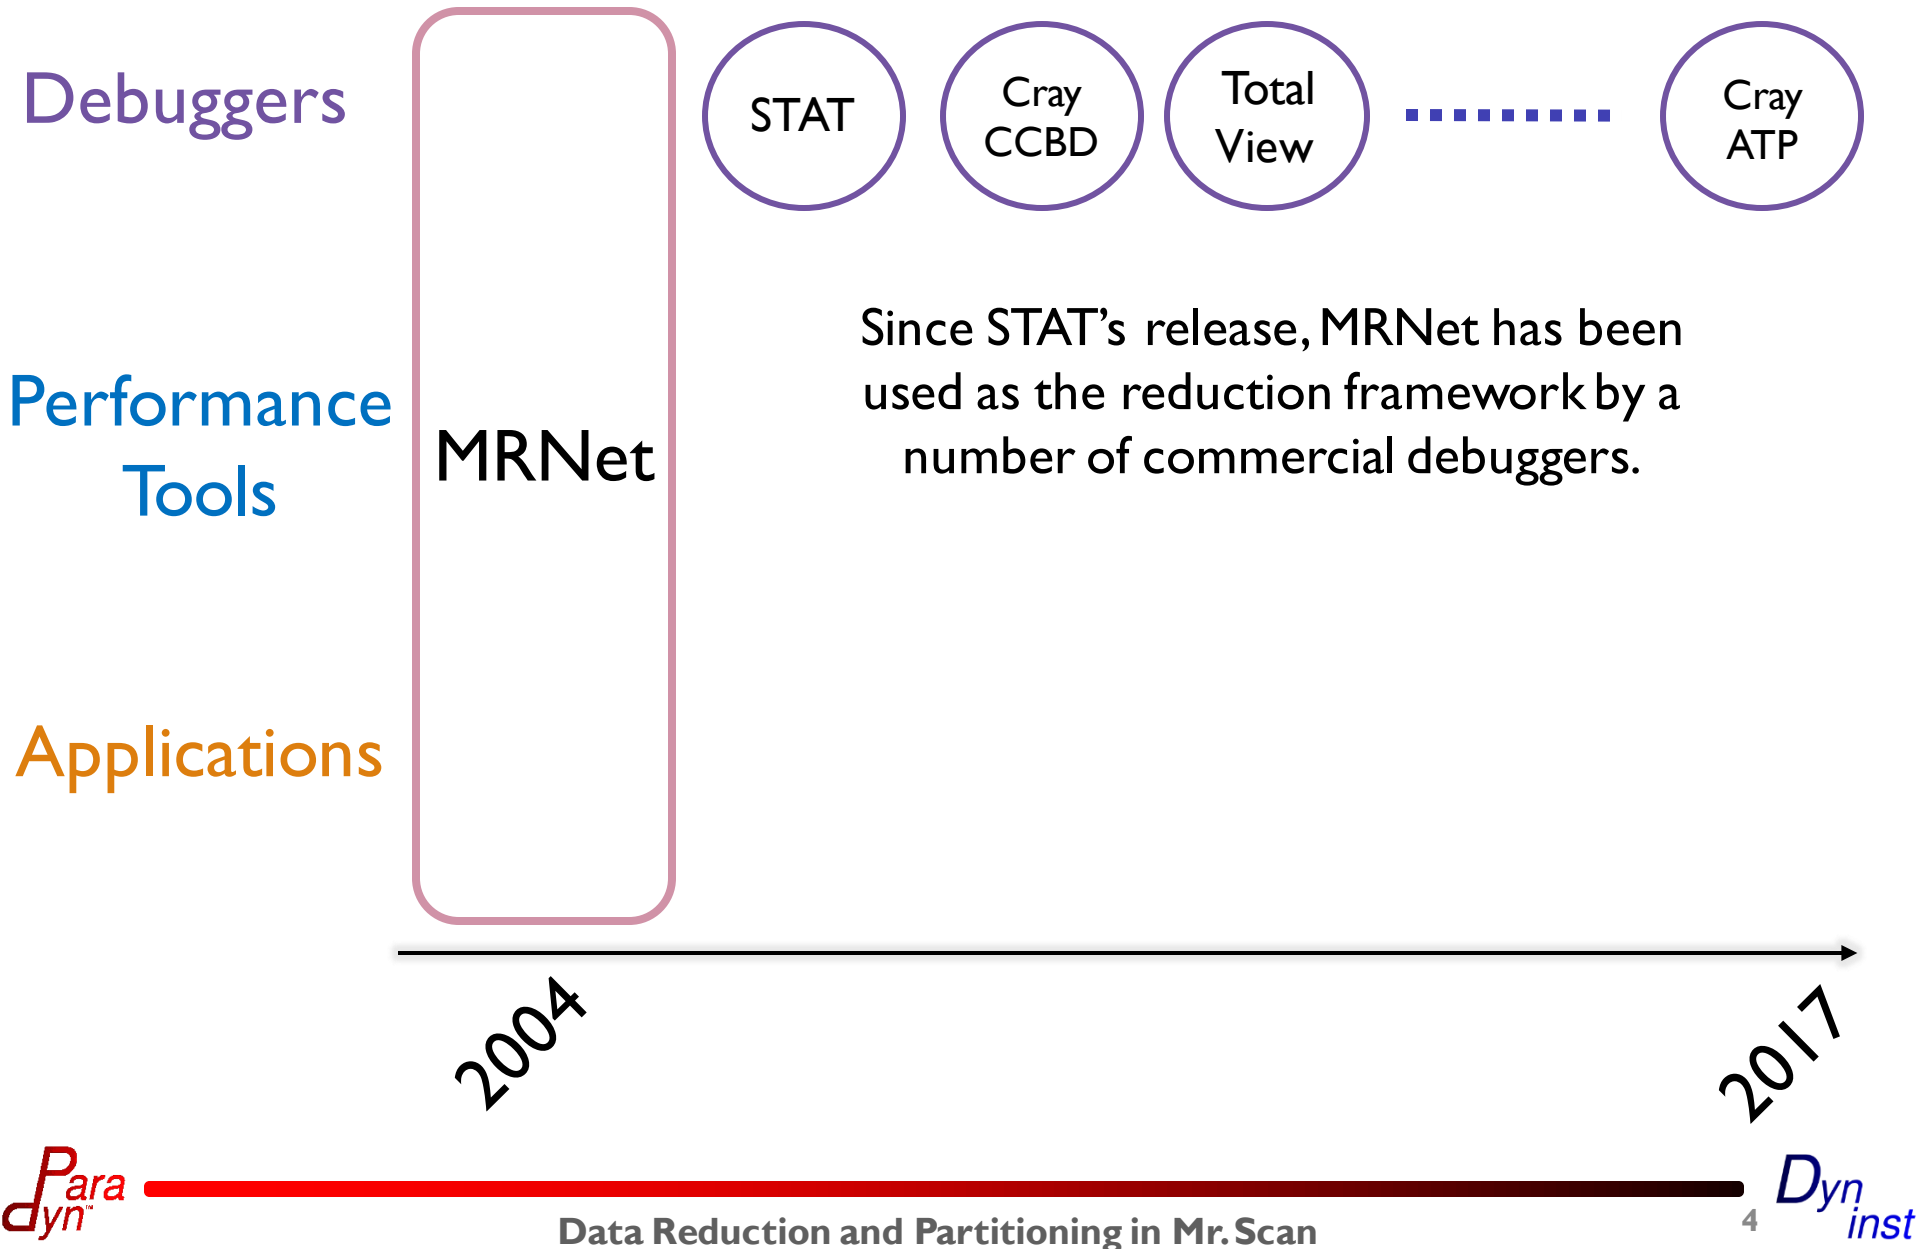 Debuggers
STAT
Cray
CCBD
Total
View
Cray
ATP
Since STAT’s release, MRNet has been
used as the reduction framework by a
number of commercial debuggers.
Performance
Tools
MRNet
Applications
2004
2017
Para
dyn™
Data Reduction and Partitioning in Mr. Scan
4
Dyn
inst